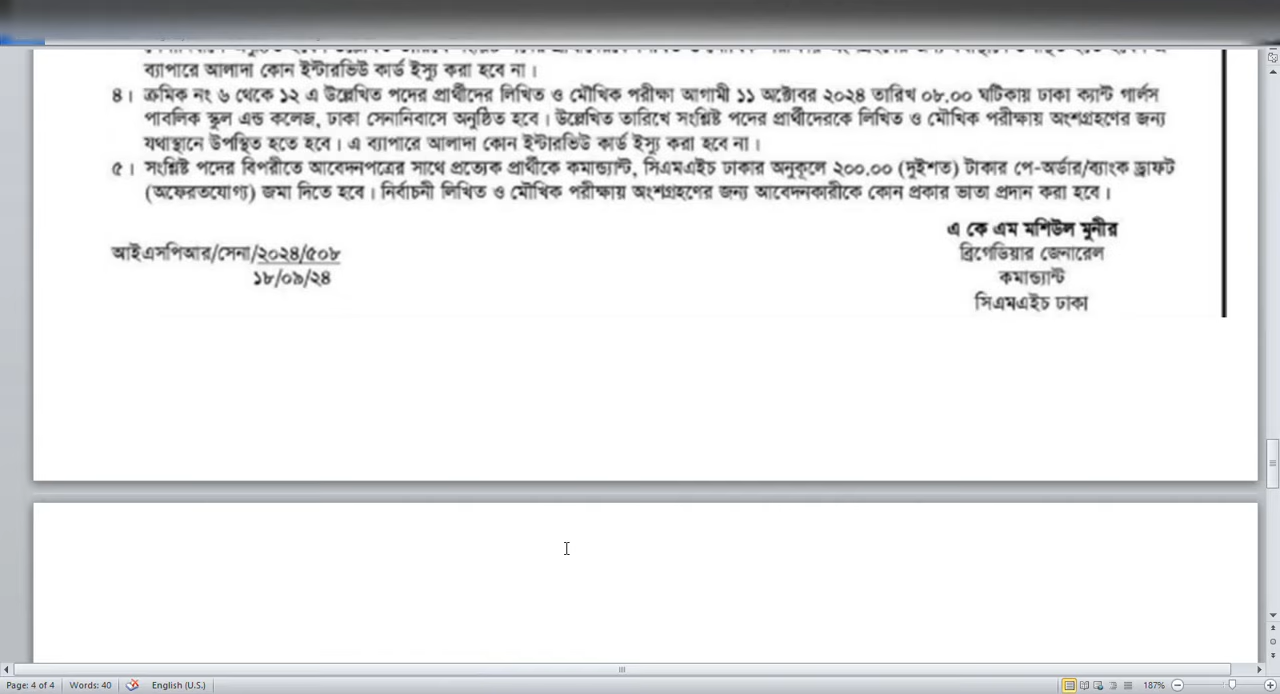 ব্যাপারে আলাদা কোন ইন্টারভিউ কার্ড ইস্যু করা হবে না।
৪। ক্রমিক নং ৬ থেকে ১২ এ উল্লেখিত পদের প্রার্থীদের লিখিত ও মৌখিক পরীক্ষা আগামী ১১ অক্টোবর ২০২৪ তারিখ ০৮.০০ ঘটিকায় ঢাকা ক্যান্ট গার্লস
পাবলিক স্কুল এন্ড কলেজ, ঢাকা সেনানিবাসে অনুষ্ঠিত হবে। উল্লেখিত তারিখে সংশ্লিষ্ট পদের প্রার্থীদেরকে লিখিত ও মৌখিক পরীক্ষায় অংশগ্রহণের জন্য
যথাস্থানে উপস্থিত হতে হবে। এ ব্যাপারে আলাদা কোন ইন্টারভিউ কার্ড ইস্যু করা হবে না।
৫। সংশ্লিষ্ট পদের বিপরীতে আবেদনপত্রের সাথে প্রত্যেক প্রার্থীকে কমান্ড্যান্ট, সিএমএইচ ঢাকার অনুকূলে ২০০.০০ (দুইশত) টাকার পে-অর্ডার/ব্যাংক ড্রাফট
(অফেরতযোগ্য) জমা দিতে হবে। নির্বাচনী লিখিত ও মৌখিক পরীক্ষায় অংশগ্রহণের জন্য আবেদনকারীকে কোন প্রকার ভাতা প্রদান করা হবে।
এ কে এম মশিউল মুনীর
আইএসপিআর/সেনা/২০২৪/৫০৮
ব্রিগেডিয়ার জেনারেল
১৮/০৯/২৪
কমান্ড্যান্ট
সিএমএইচ ঢাকা
Page: 4 of 4 Words: 40 English (U.S.) 187%